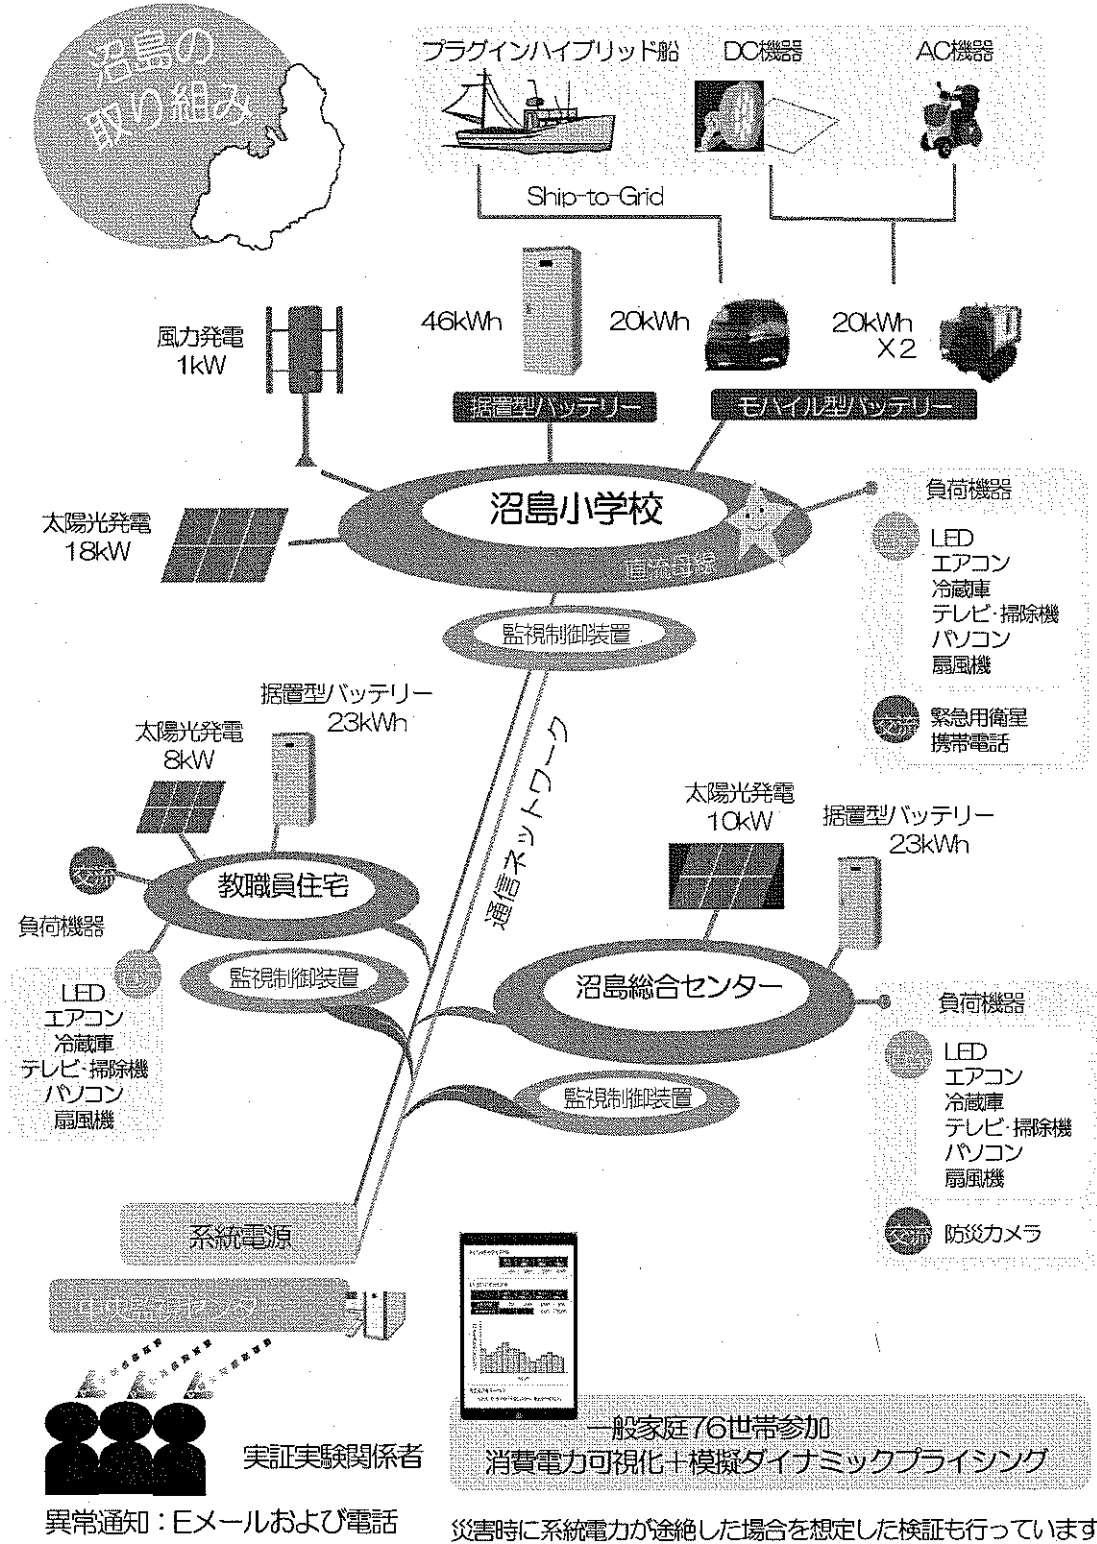 沼島の
取り組み
プラグインハイブリッド船
DC機器
AC機器
Ship-to-Grid
風力発電
1kW
46kWh
20kWh
20kWh
X2
据置型バッテリー
モバイル型バッテリー
太陽光発電
18kW
沼島小学校
直流母線
監視制御装置
負荷機器
LED
エアコン
冷蔵庫
テレビ・掃除機
パソコン
扇風機
交流
緊急用衛星
携帯電話
通信ネットワーク
太陽光発電
8kW
据置型バッテリー
23kWh
教職員住宅
監視制御装置
交流
負荷機器
LED
エアコン
冷蔵庫
テレビ・掃除機
パソコン
扇風機
太陽光発電
10kW
据置型バッテリー
23kWh
沼島総合センター
監視制御装置
負荷機器
LED
エアコン
冷蔵庫
テレビ・掃除機
パソコン
扇風機
交流
防災カメラ
系統電源
中央監視センタ
実証実験関係者
異常通知：Eメールおよび電話
一般家庭76世帯参加
消費電力可視化＋模擬ダイナミックプライシング
災害時に系統電力が途絶した場合を想定した検証も行っています